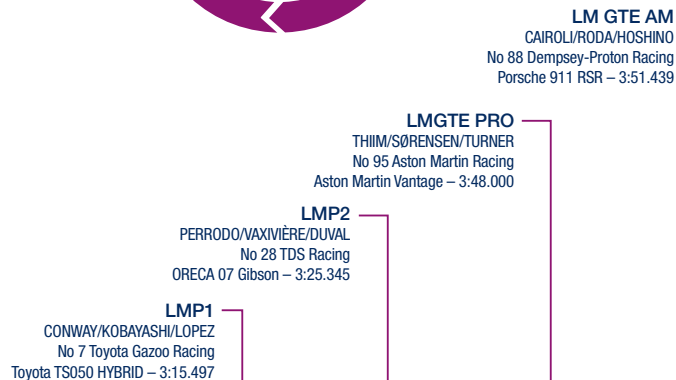 LM GTE AM
CAIROLI/RODA/HOSHINO
No 88 Dempsey-Proton Racing
Porsche 911 RSR – 3:51.439
LMGTE PRO
THIIM/SØRENSEN/TURNER
No 95 Aston Martin Racing
Aston Martin Vantage – 3:48.000
LMP2
PERRODO/VAXIVIÈRE/DUVAL
No 28 TDS Racing
ORECA 07 Gibson – 3:25.345
LMP1
CONWAY/KOBAYASHI/LOPEZ
No 7 Toyota Gazoo Racing
Toyota TS050 HYBRID – 3:15.497